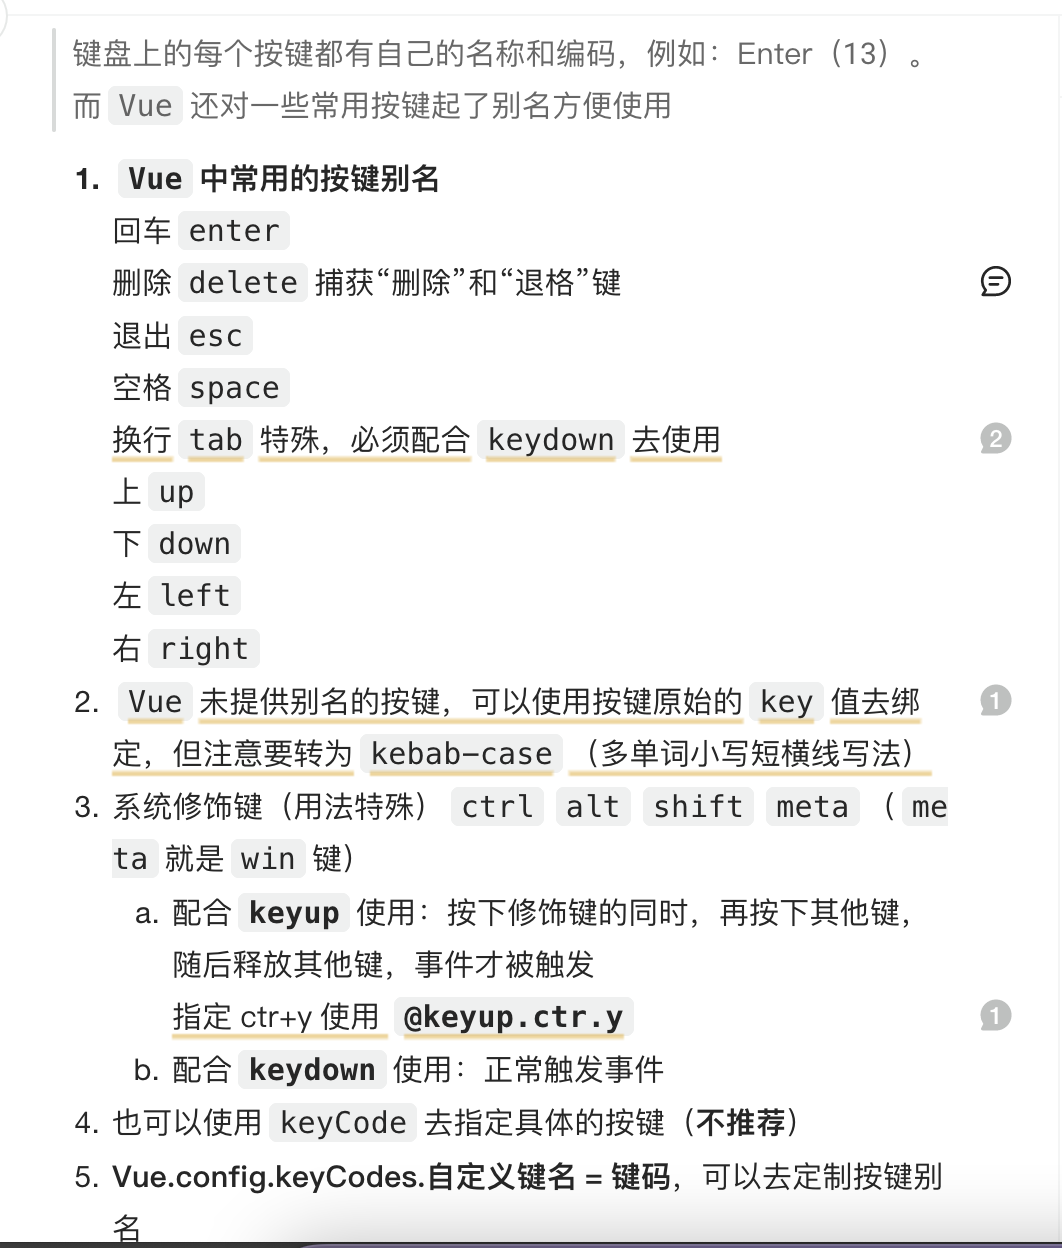 键盘上的每个按键都有自己的名称和编码，例如：Enter（13）。
而 Vue 还对一些常用按键起了别名方便使用
1. Vue 中常用的按键别名
回车 enter
删除 delete 捕获“删除”和“退格”键
退出 esc
空格 space
换行 tab 特殊，必须配合 keydown 去使用
2
上 up
下 down
左 left
右 right
2. Vue 未提供别名的按键，可以使用按键原始的 key 值去绑
1
定，但注意要转为 kebab-case （多单词小写短横线写法）
3. 系统修饰键（用法特殊） ctrl alt shift meta （ me
ta 就是 win 键）
a. 配合 keyup 使用：按下修饰键的同时，再按下其他键，
随后释放其他键，事件才被触发
指定 ctr+y 使用 @keyup.ctr.y
1
b. 配合 keydown 使用：正常触发事件
4. 也可以使用 keyCode 去指定具体的按键（不推荐）
5. Vue.config.keyCodes.自定义键名 = 键码，可以去定制按键别
名